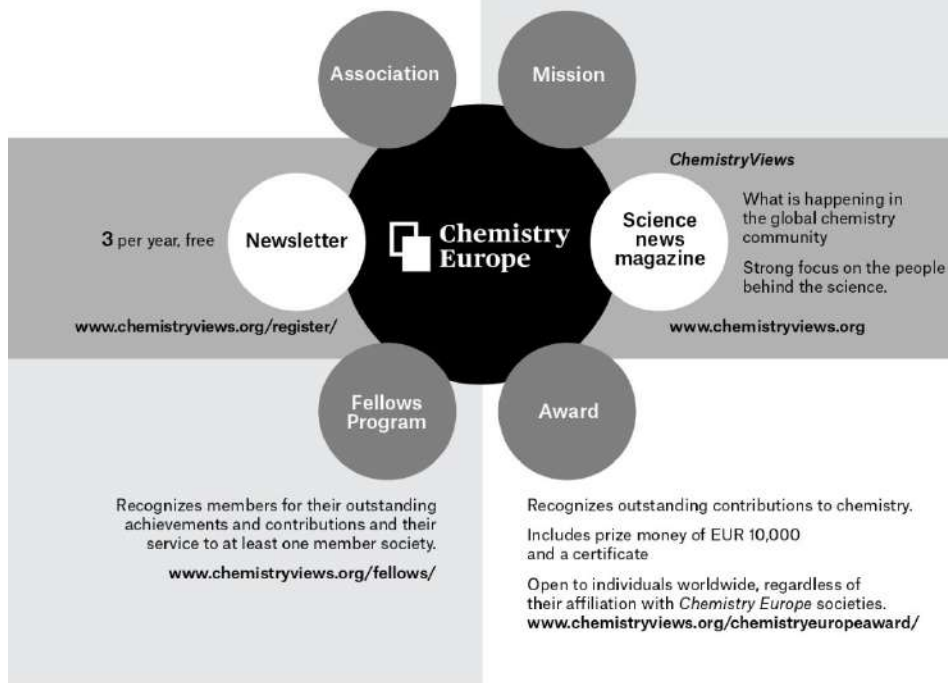 Association
Mission
3 per year, free
Newsletter
www.chemistryviews.org/register/
Chemistry
Europe
ChemistryViews
Science
news
magazine
What is happening in
the global chemistry
community
Strong focus on the people
behind the science.
www.chemistryviews.org
Fellows
Program
Recognizes members for their outstanding
achievements and contributions and their
service to at least one member society.
www.chemistryviews.org/fellows/
Award
Recognizes outstanding contributions to chemistry.
Includes prize money of EUR 10,000
and a certificate
Open to individuals worldwide, regardless of
their affiliation with Chemistry Europe societies.
www.chemistryviews.org/chemistryeuropeaward/